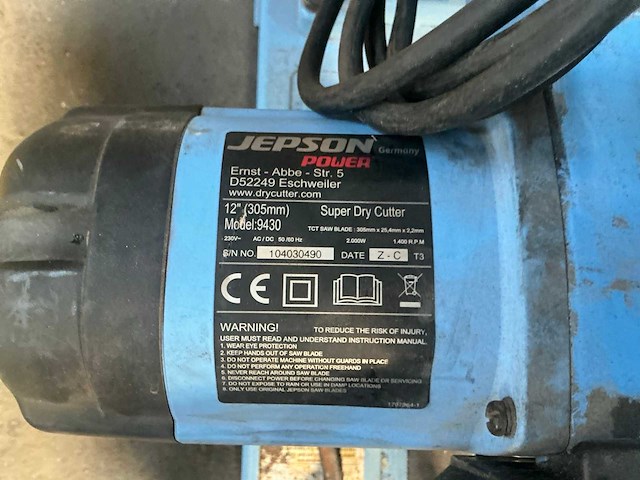 JEPSON Germany
POWER
Ernst - Abbe - Str. 5
D52249 Eschweiler
www.drycutter.com
12" (305mm) Super Dry Cutter
Model:9430 TCT SAW BLADE : 305mm x 25,4mm x 2,2mm
230V~ AC / DC 50 /60 Hz 2.000W 1.400 R.P.M
S/N NO. 104030490 DATE Z - C T3
CE
WARNING! TO REDUCE THE RISK OF INJURY,
USER MUST READ AND UNDERSTAND INSTRUCTION MANUAL
1. WEAR EYE PROTECTION
2. KEEP HANDS OUT OF SAW BLADE
3. DO NOT OPERATE MACHINE WITHOUT GUARDS IN PLACE
4. DO NOT PERFORM ANY OPERATION FREEHAND
5. NEVER REACH AROUND SAW BLADE
6. DISCONNECT POWER BEFORE CHANGING SAW BLADE OR SERVICING
7. DO NOT EXPOSE TO RAIN OR USE IN DAMP LOCATIONS
8. ONLY USE ORIGINAL JEPSON SAW BLADES